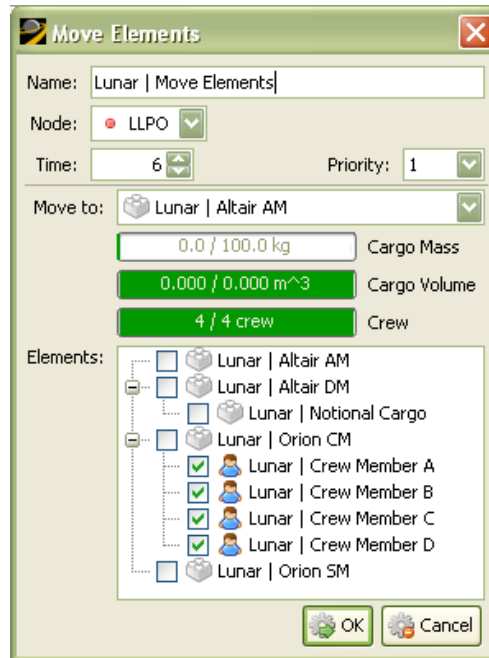 Move Elements
Name: Lunar | Move Elements
Node: LLPO
Time: 6 Priority: 1
Move to: Lunar | Altair AM
0.0 / 100.0 kg Cargo Mass
0.000 / 0.000 m^3 Cargo Volume
4 / 4 crew Crew
Elements: Lunar | Altair AM
Lunar | Altair DM
Lunar | Notional Cargo
Lunar | Orion CM
Lunar | Crew Member A
Lunar | Crew Member B
Lunar | Crew Member C
Lunar | Crew Member D
Lunar | Orion SM
OK Cancel